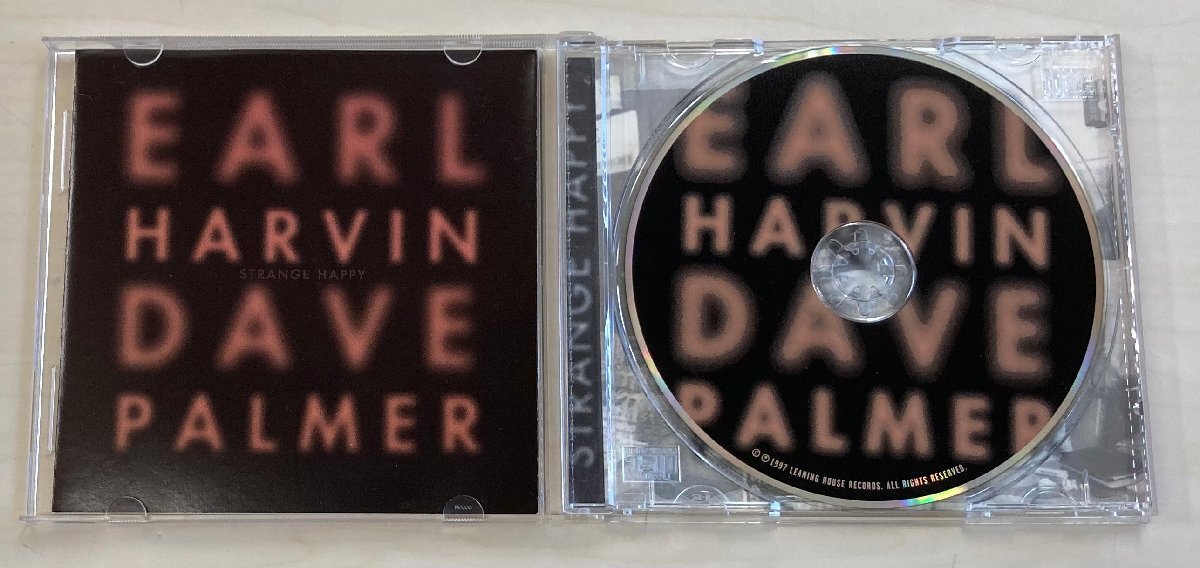 EARL
HARVIN
STRANGE HAPPY
DAVE
PALMER
STRANGE HAPPY
EARL
HARVIN
DAVE
PALMER
© ℗ 1997 LEANING HOUSE RECORDS. ALL RIGHTS RESERVED.